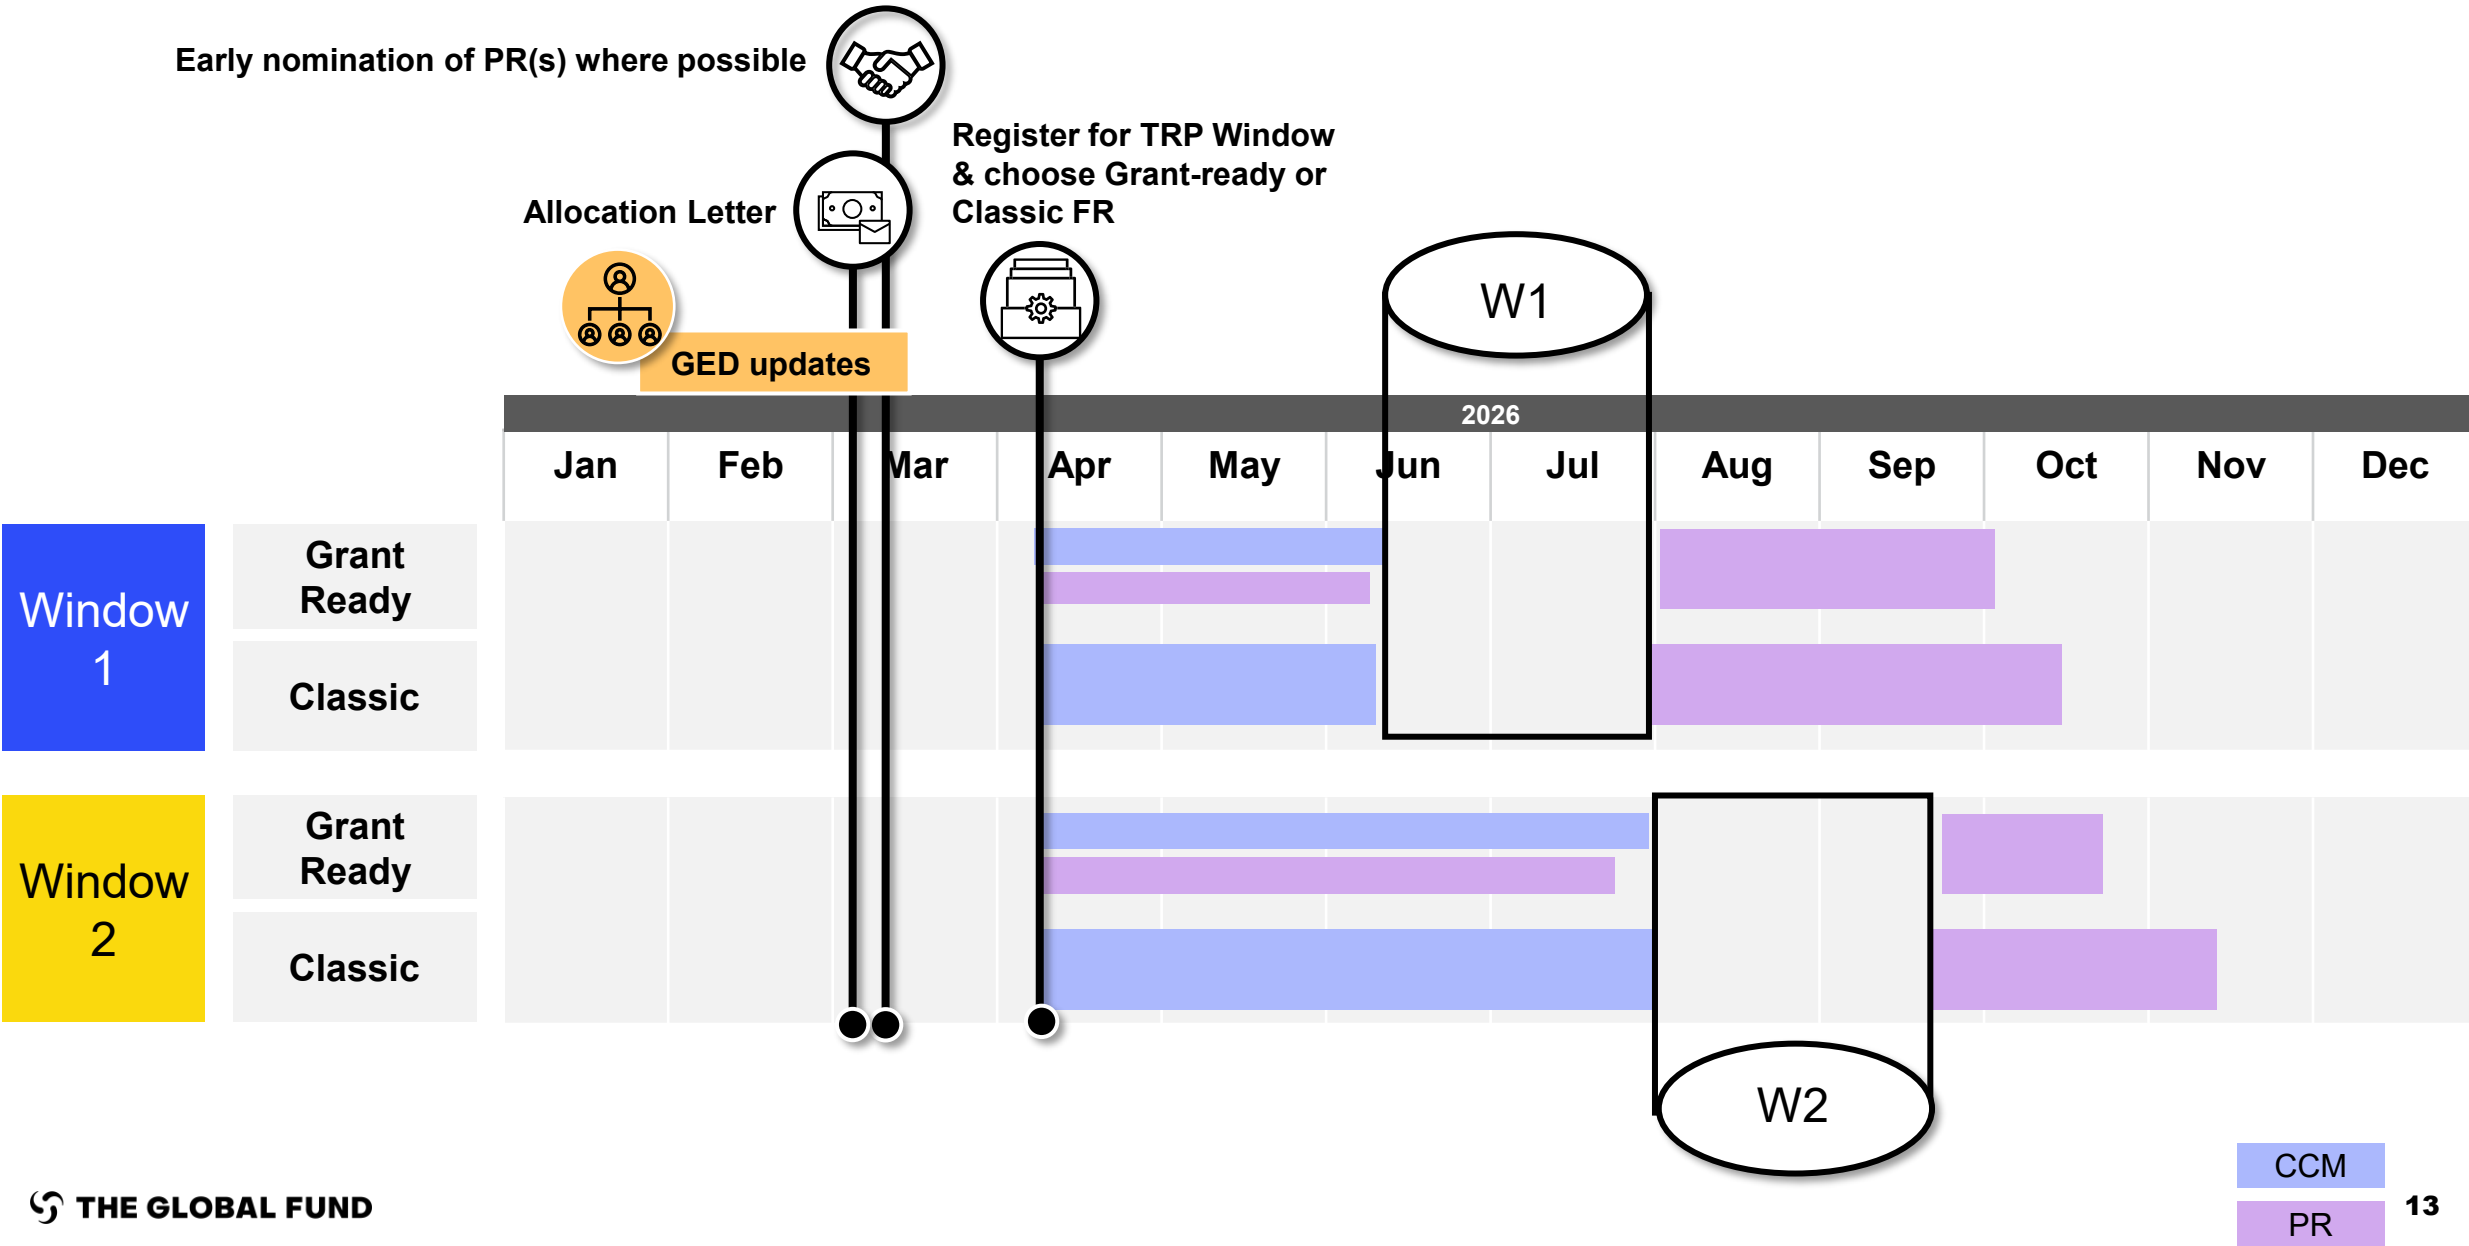 Early nomination of PR(s) where possible
Register for TRP Window
& choose Grant-ready or
Classic FR
Allocation Letter
W1
GED updates
2026
Jan Feb Mar Apr May Jun Jul Aug Sep Oct Nov Dec
Window
1
Grant
Ready
Classic
Window
2
Grant
Ready
Classic
W2
CCM
PR
THE GLOBAL FUND
13